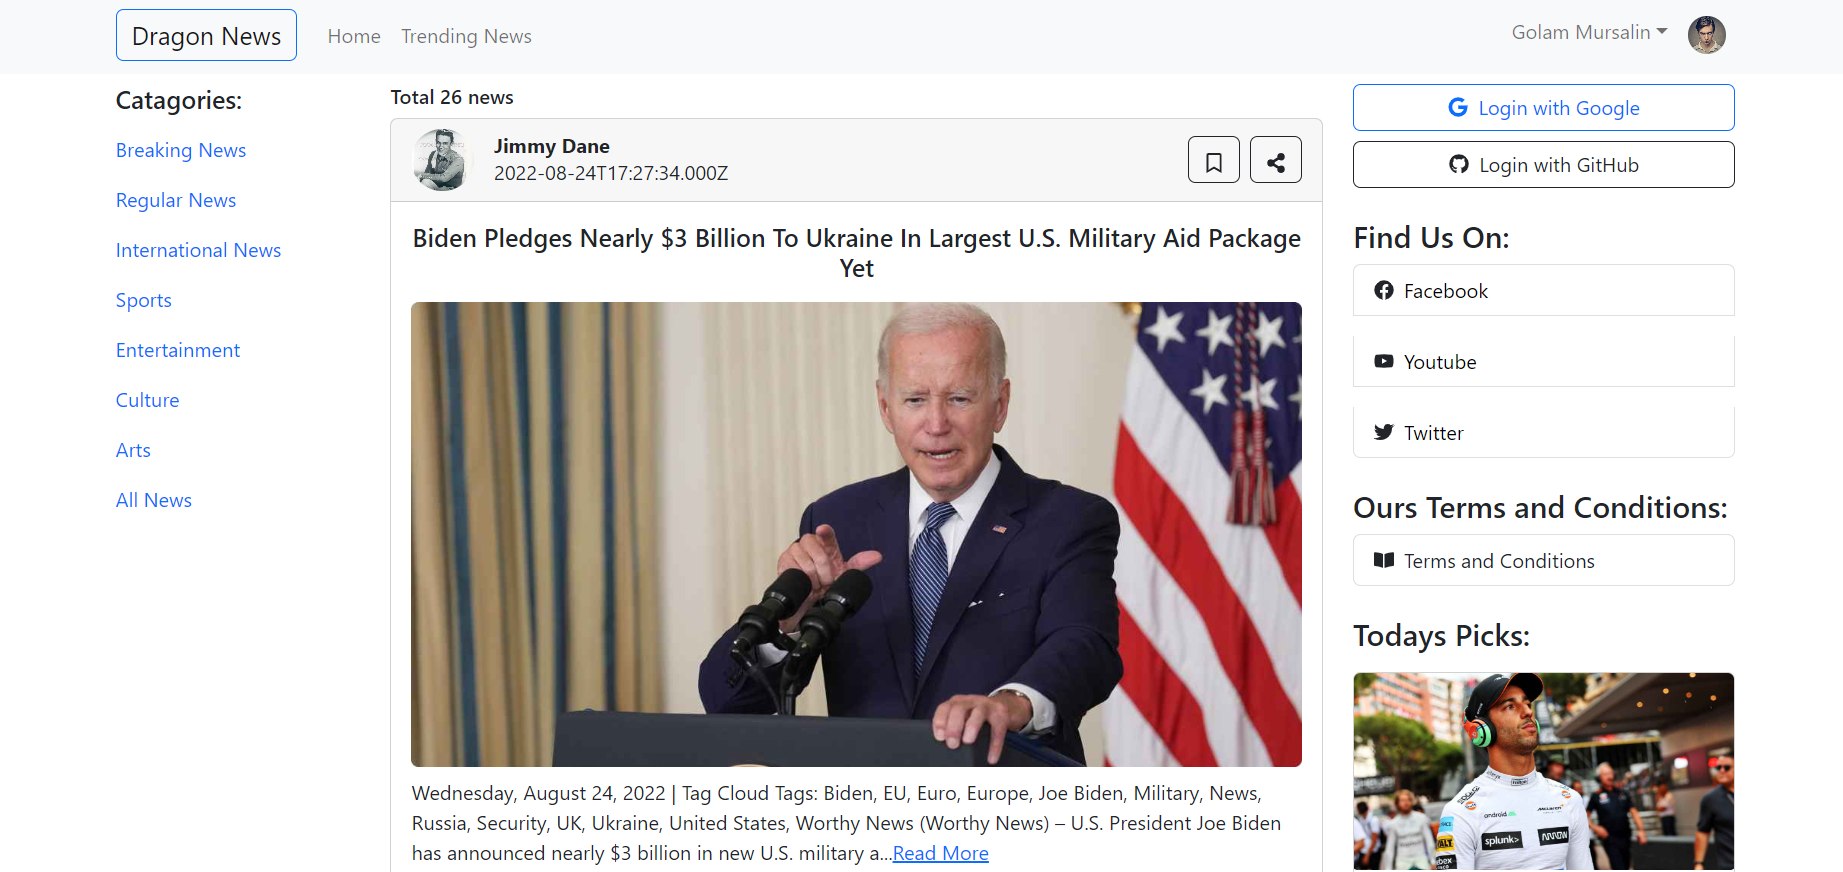 Dragon News
Home
Trending News
Golam Mursalin
Catagories:
Breaking News
Regular News
International News
Sports
Entertainment
Culture
Arts
All News
Total 26 news
Jimmy Dane
2022-08-24T17:27:34.000Z
Biden Pledges Nearly $3 Billion To Ukraine In Largest U.S. Military Aid Package
Yet
Wednesday, August 24, 2022 | Tag Cloud Tags: Biden, EU, Euro, Europe, Joe Biden, Military, News,
Russia, Security, UK, Ukraine, United States, Worthy News (Worthy News) – U.S. President Joe Biden
has announced nearly $3 billion in new U.S. military a...Read More
Login with Google
Login with GitHub
Find Us On:
Facebook
Youtube
Twitter
Ours Terms and Conditions:
Terms and Conditions
Todays Picks:
android
splunk>
ARROW